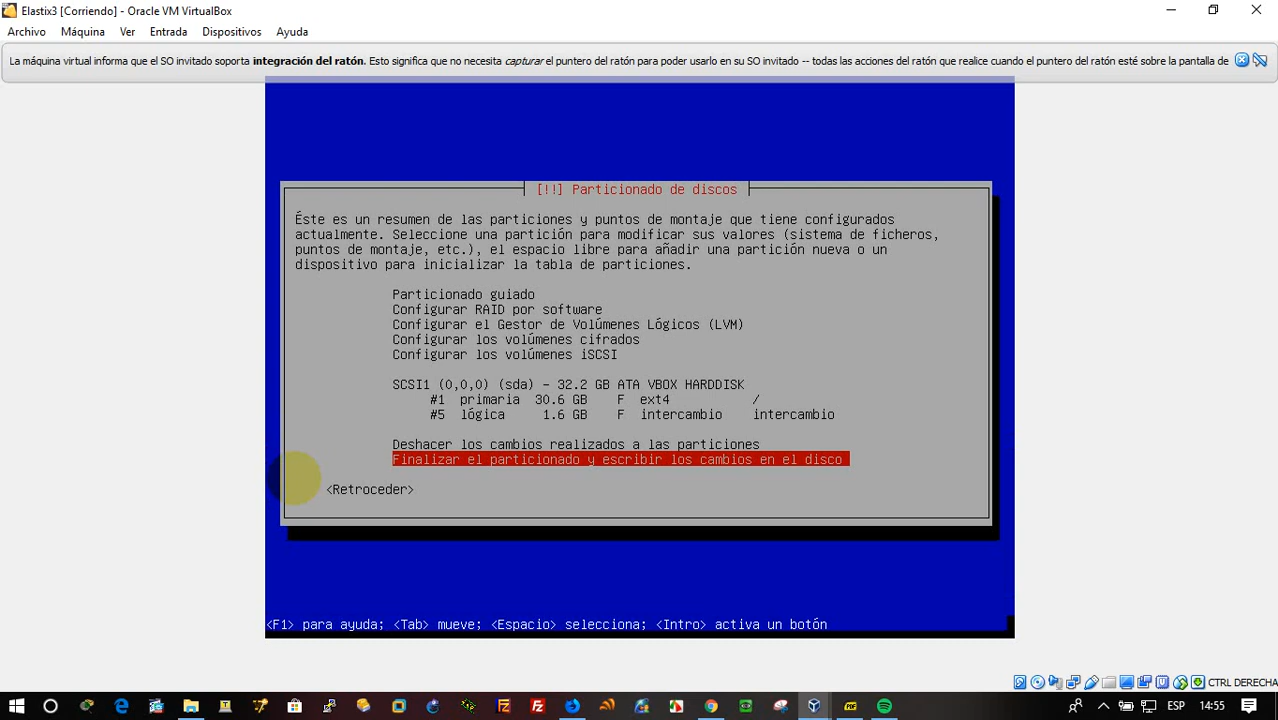 Elastix3 [Corriendo] - Oracle VM VirtualBox
Archivo Máquina Ver Entrada Dispositivos Ayuda
La máquina virtual informa que el SO invitado soporta integración del ratón. Esto significa que no necesita capturar el puntero del ratón para poder usarlo en su SO invitado -- todas las acciones del ratón que realice cuando el puntero del ratón esté sobre la pantalla de
[!!] Particionado de discos
Éste es un resumen de las particiones y puntos de montaje que tiene configurados
actualmente. Seleccione una partición para modificar sus valores (sistema de ficheros,
puntos de montaje, etc.), el espacio libre para añadir una partición nueva o un
dispositivo para inicializar la tabla de particiones.
Particionado guiado
Configurar RAID por software
Configurar el Gestor de Volúmenes Lógicos (LVM)
Configurar los volúmenes cifrados
Configurar los volúmenes iSCSI
SCSI1 (0,0,0) (sda) - 32.2 GB ATA VBOX HARDDISK
#1 primaria 30.6 GB F ext4 /
#5 lógica 1.6 GB F intercambio intercambio
Deshacer los cambios realizados a las particiones
Finalizar el particionado y escribir los cambios en el disco
<Retroceder>
<F1> para ayuda; <Tab> mueve; <Espacio> selecciona; <Intro> activa un botón
CTRL DERECHA
ESP 14:55